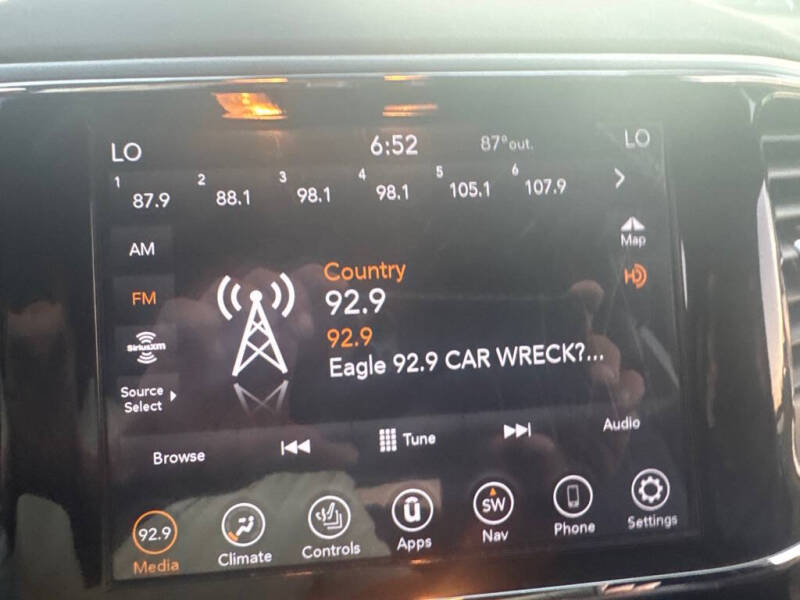 LO 6:52 87°out. LO
1 87.9 2 88.1 3 98.1 4 98.1 5 105.1 6 107.9
AM
Map
FM
HD
SiriusXM
Source
Select
Country
92.9
92.9
Eagle 92.9 CAR WRECK?...
Browse Tune Audio
92.9 û SW
Media Climate Controls Apps Nav Phone Settings